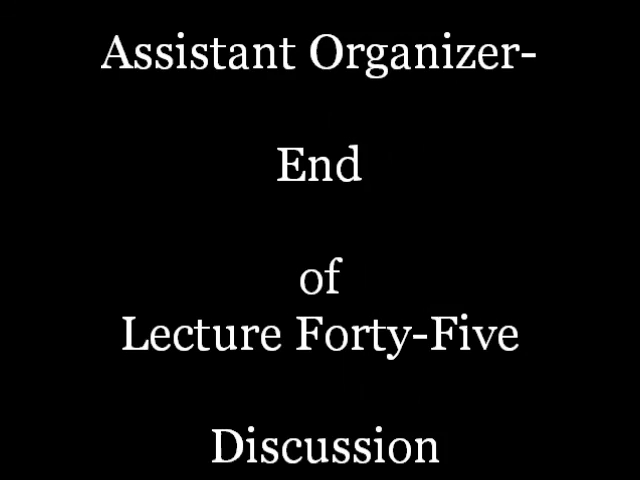 Assistant Organizer-
End
of
Lecture Forty-Five
Discussion